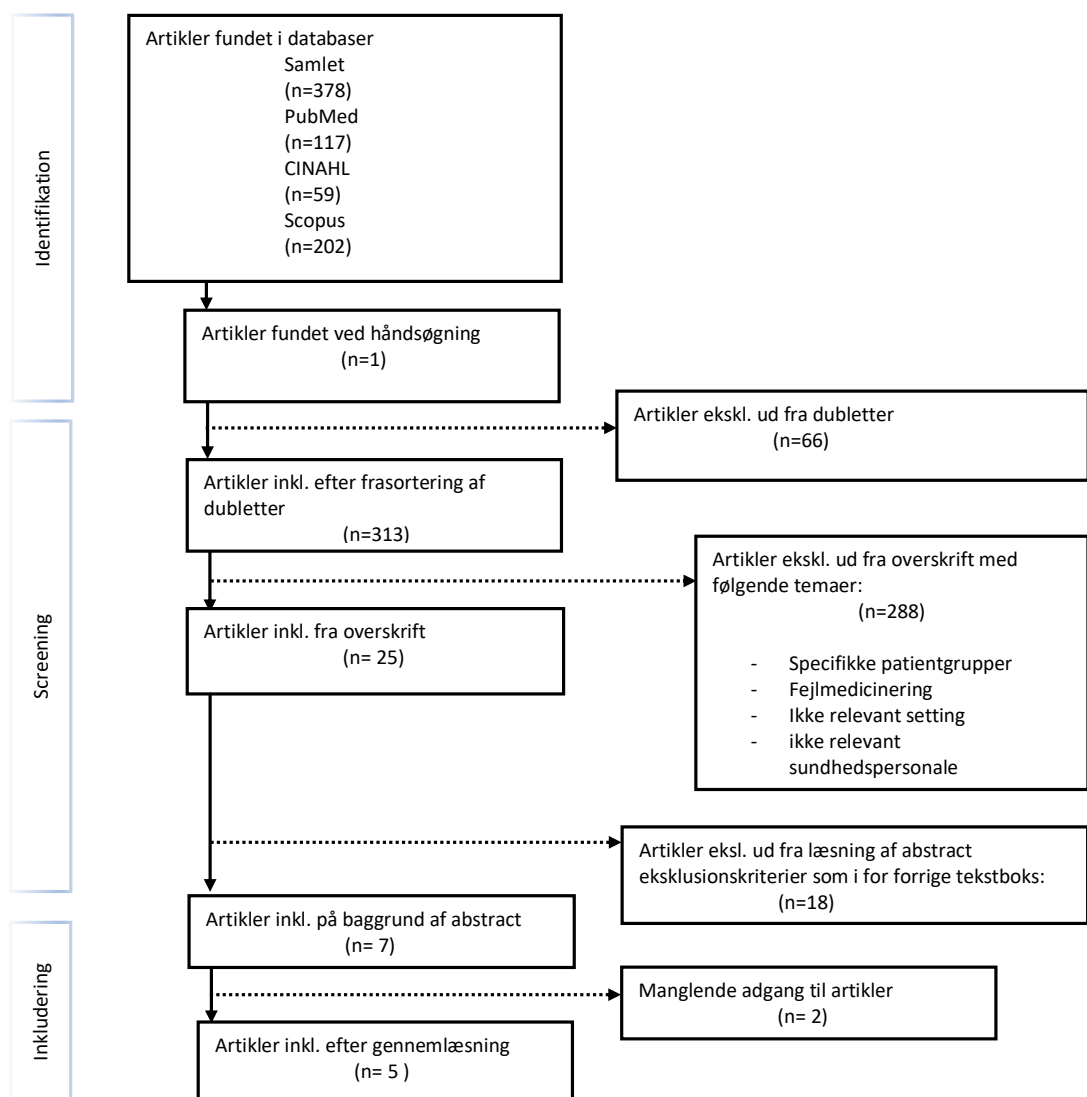 Identifikation
Artikler fundet i databaser
Samlet
(n=378)
PubMed
(n=117)
CINAHL
(n=59)
Scopus
(n=202)
Artikler fundet ved håndsøgning
(n=1)
Screening
Artikler ekskl. ud fra dubletter
(n=66)
Artikler inkl. efter frasortering af
dubletter
(n=313)
Artikler ekskl. ud fra overskrift med
følgende temaer:
(n=288)
- Specifikke patientgrupper
- Fejlmedicinering
- Ikke relevant setting
- ikke relevant
sundhedspersonale
Artikler inkl. fra overskrift
(n= 25)
Artikler eksl. ud fra læsning af abstract
eksklusionskriterier som i for forrige tekstboks:
(n=18)
Artikler inkl. på baggrund af abstract
(n= 7)
Inkludering
Manglende adgang til artikler
(n= 2)
Artikler inkl. efter gennemlæsning
(n= 5 )